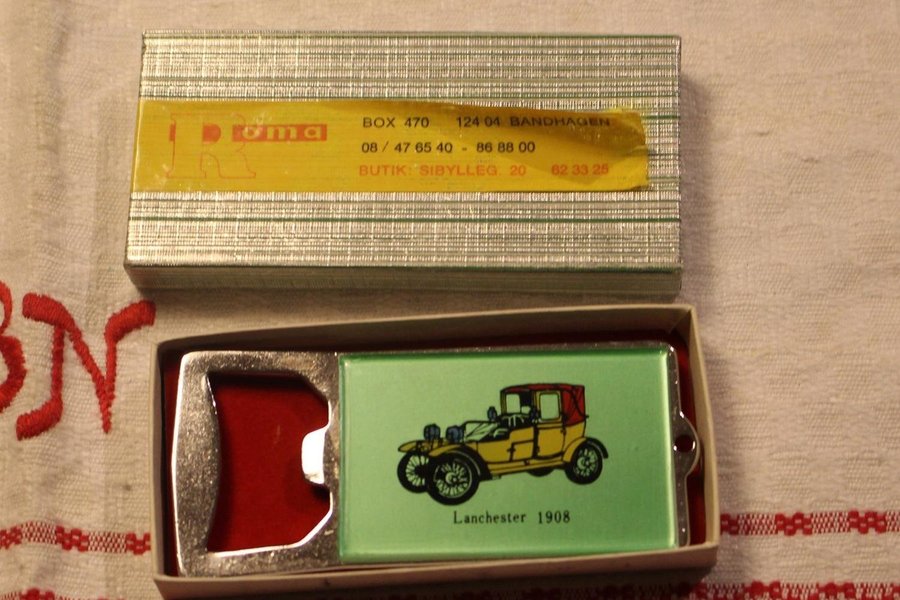 Roma
BOX 470 124 04 BANDHAGEN
08 / 47 65 40 - 86 88 00
BUTIK: SIBYLLEG. 20 62 33 25
BN
Lanchester 1908